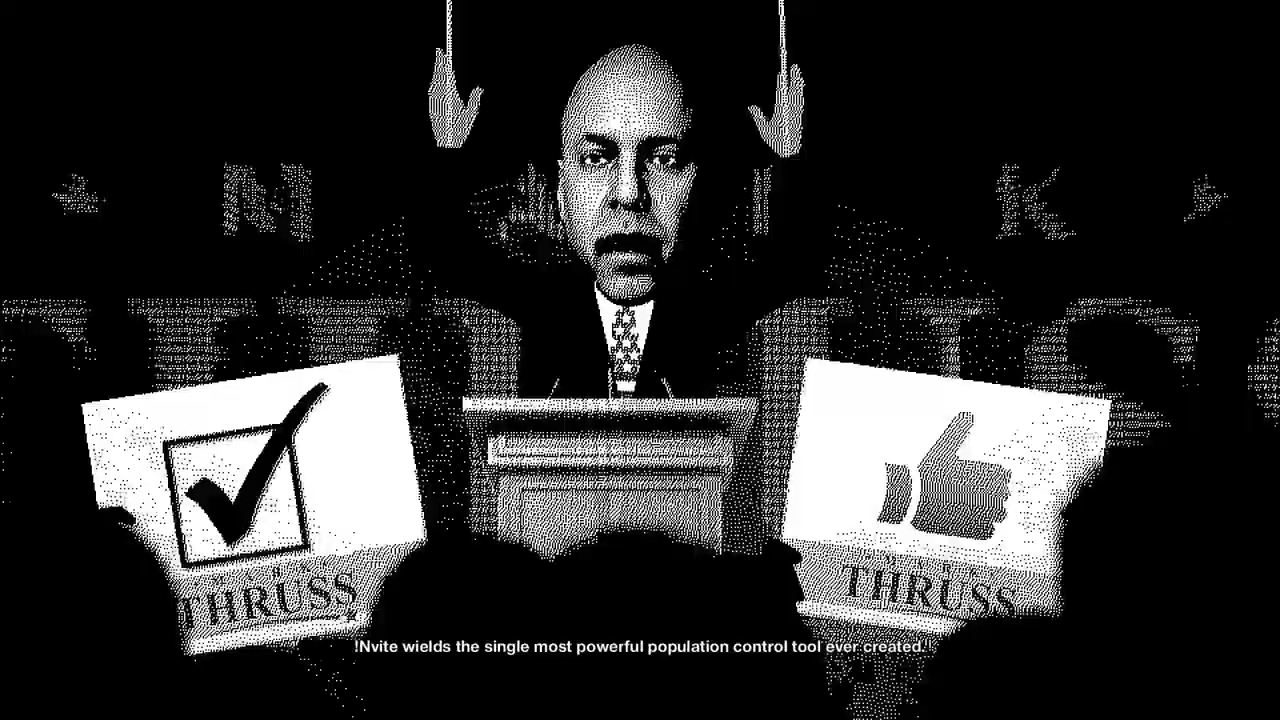 THRUSS
THRUSS
!Nvite wields the single most powerful population control tool ever created.